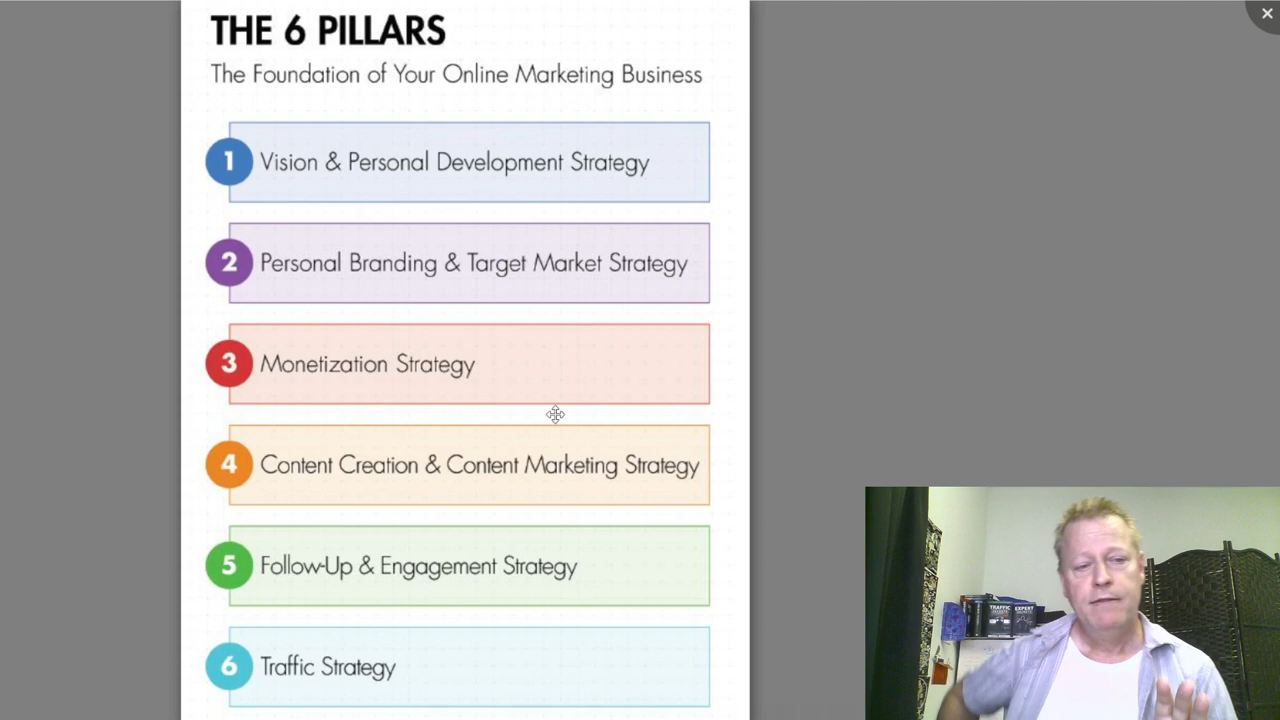 THE 6 PILLARS
The Foundation of Your Online Marketing Business
1 Vision & Personal Development Strategy
2 Personal Branding & Target Market Strategy
3 Monetization Strategy
4 Content Creation & Content Marketing Strategy
5 Follow-Up & Engagement Strategy
6 Traffic Strategy
TRAFFIC EXPERT